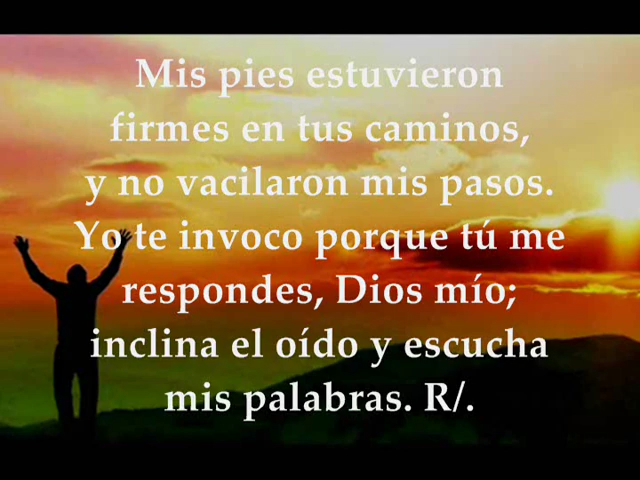 Mis pies estuvieron
firmes en tus caminos,
y no vacilaron mis pasos.
Yo te invoco porque tú me
respondes, Dios mío;
inclina el oído y escucha
mis palabras. R/.